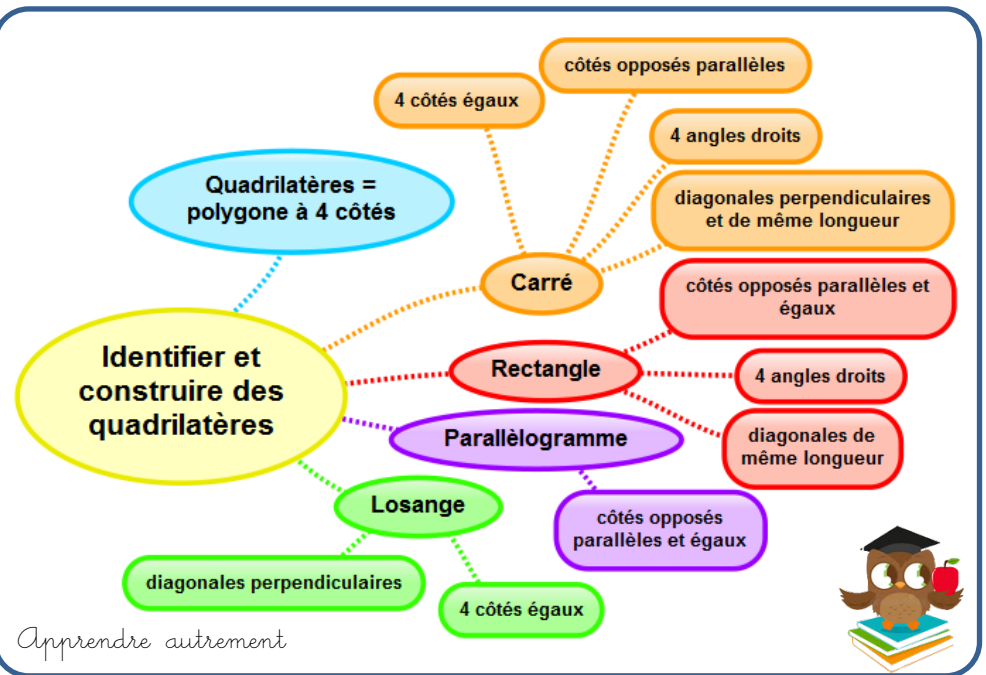 côtés opposés parallèles
4 côtés égaux
4 angles droits
Quadrilatères =
polygone à 4 côtés
diagonales perpendiculaires
et de même longueur
Carré
côtés opposés parallèles et
égaux
Identifier et
construire des
quadrilatères
Rectangle
4 angles droits
Parallèlogramme
diagonales de
même longueur
Losange
côtés opposés
parallèles et égaux
diagonales perpendiculaires
4 côtés égaux
Apprendre autrement